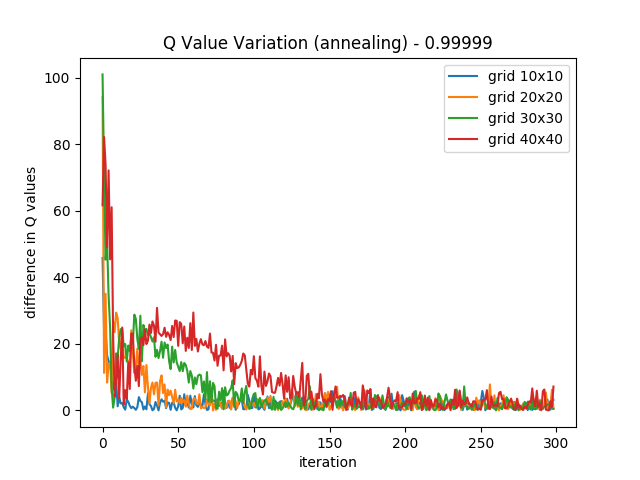 Q Value Variation (annealing) - 0.99999
grid 10x10
grid 20x20
grid 30x30
grid 40x40
difference in Q values
100
80
60
40
20
0
0 50 100 150 200 250 300
iteration